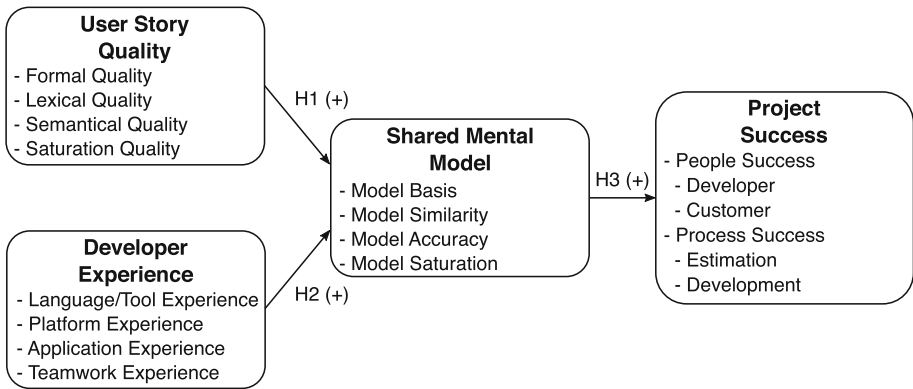 User Story
Quality
- Formal Quality
- Lexical Quality
- Semantical Quality
- Saturation Quality
H1 (+)
Developer
Experience
- Language/Tool Experience
- Platform Experience
- Application Experience
- Teamwork Experience
H2 (+)
Shared Mental
Model
- Model Basis
- Model Similarity
- Model Accuracy
- Model Saturation
H3 (+)
Project
Success
- People Success
- Developer
- Customer
- Process Success
- Estimation
- Development